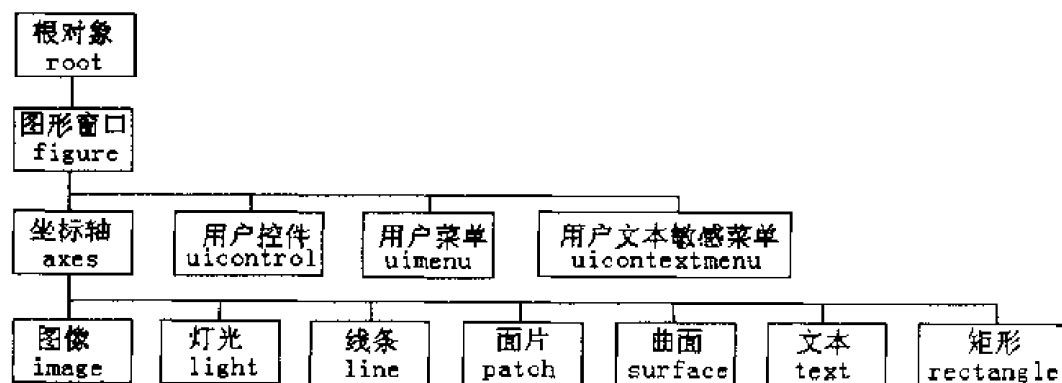 根对象
root
图形窗口
figure
坐标轴
axes
用户控件
uicontrol
用户菜单
uimenu
用户文本敏感菜单
uicontextmenu
图像
image
灯光
light
线条
line
面片
patch
曲面
surface
文本
text
矩形
rectangle